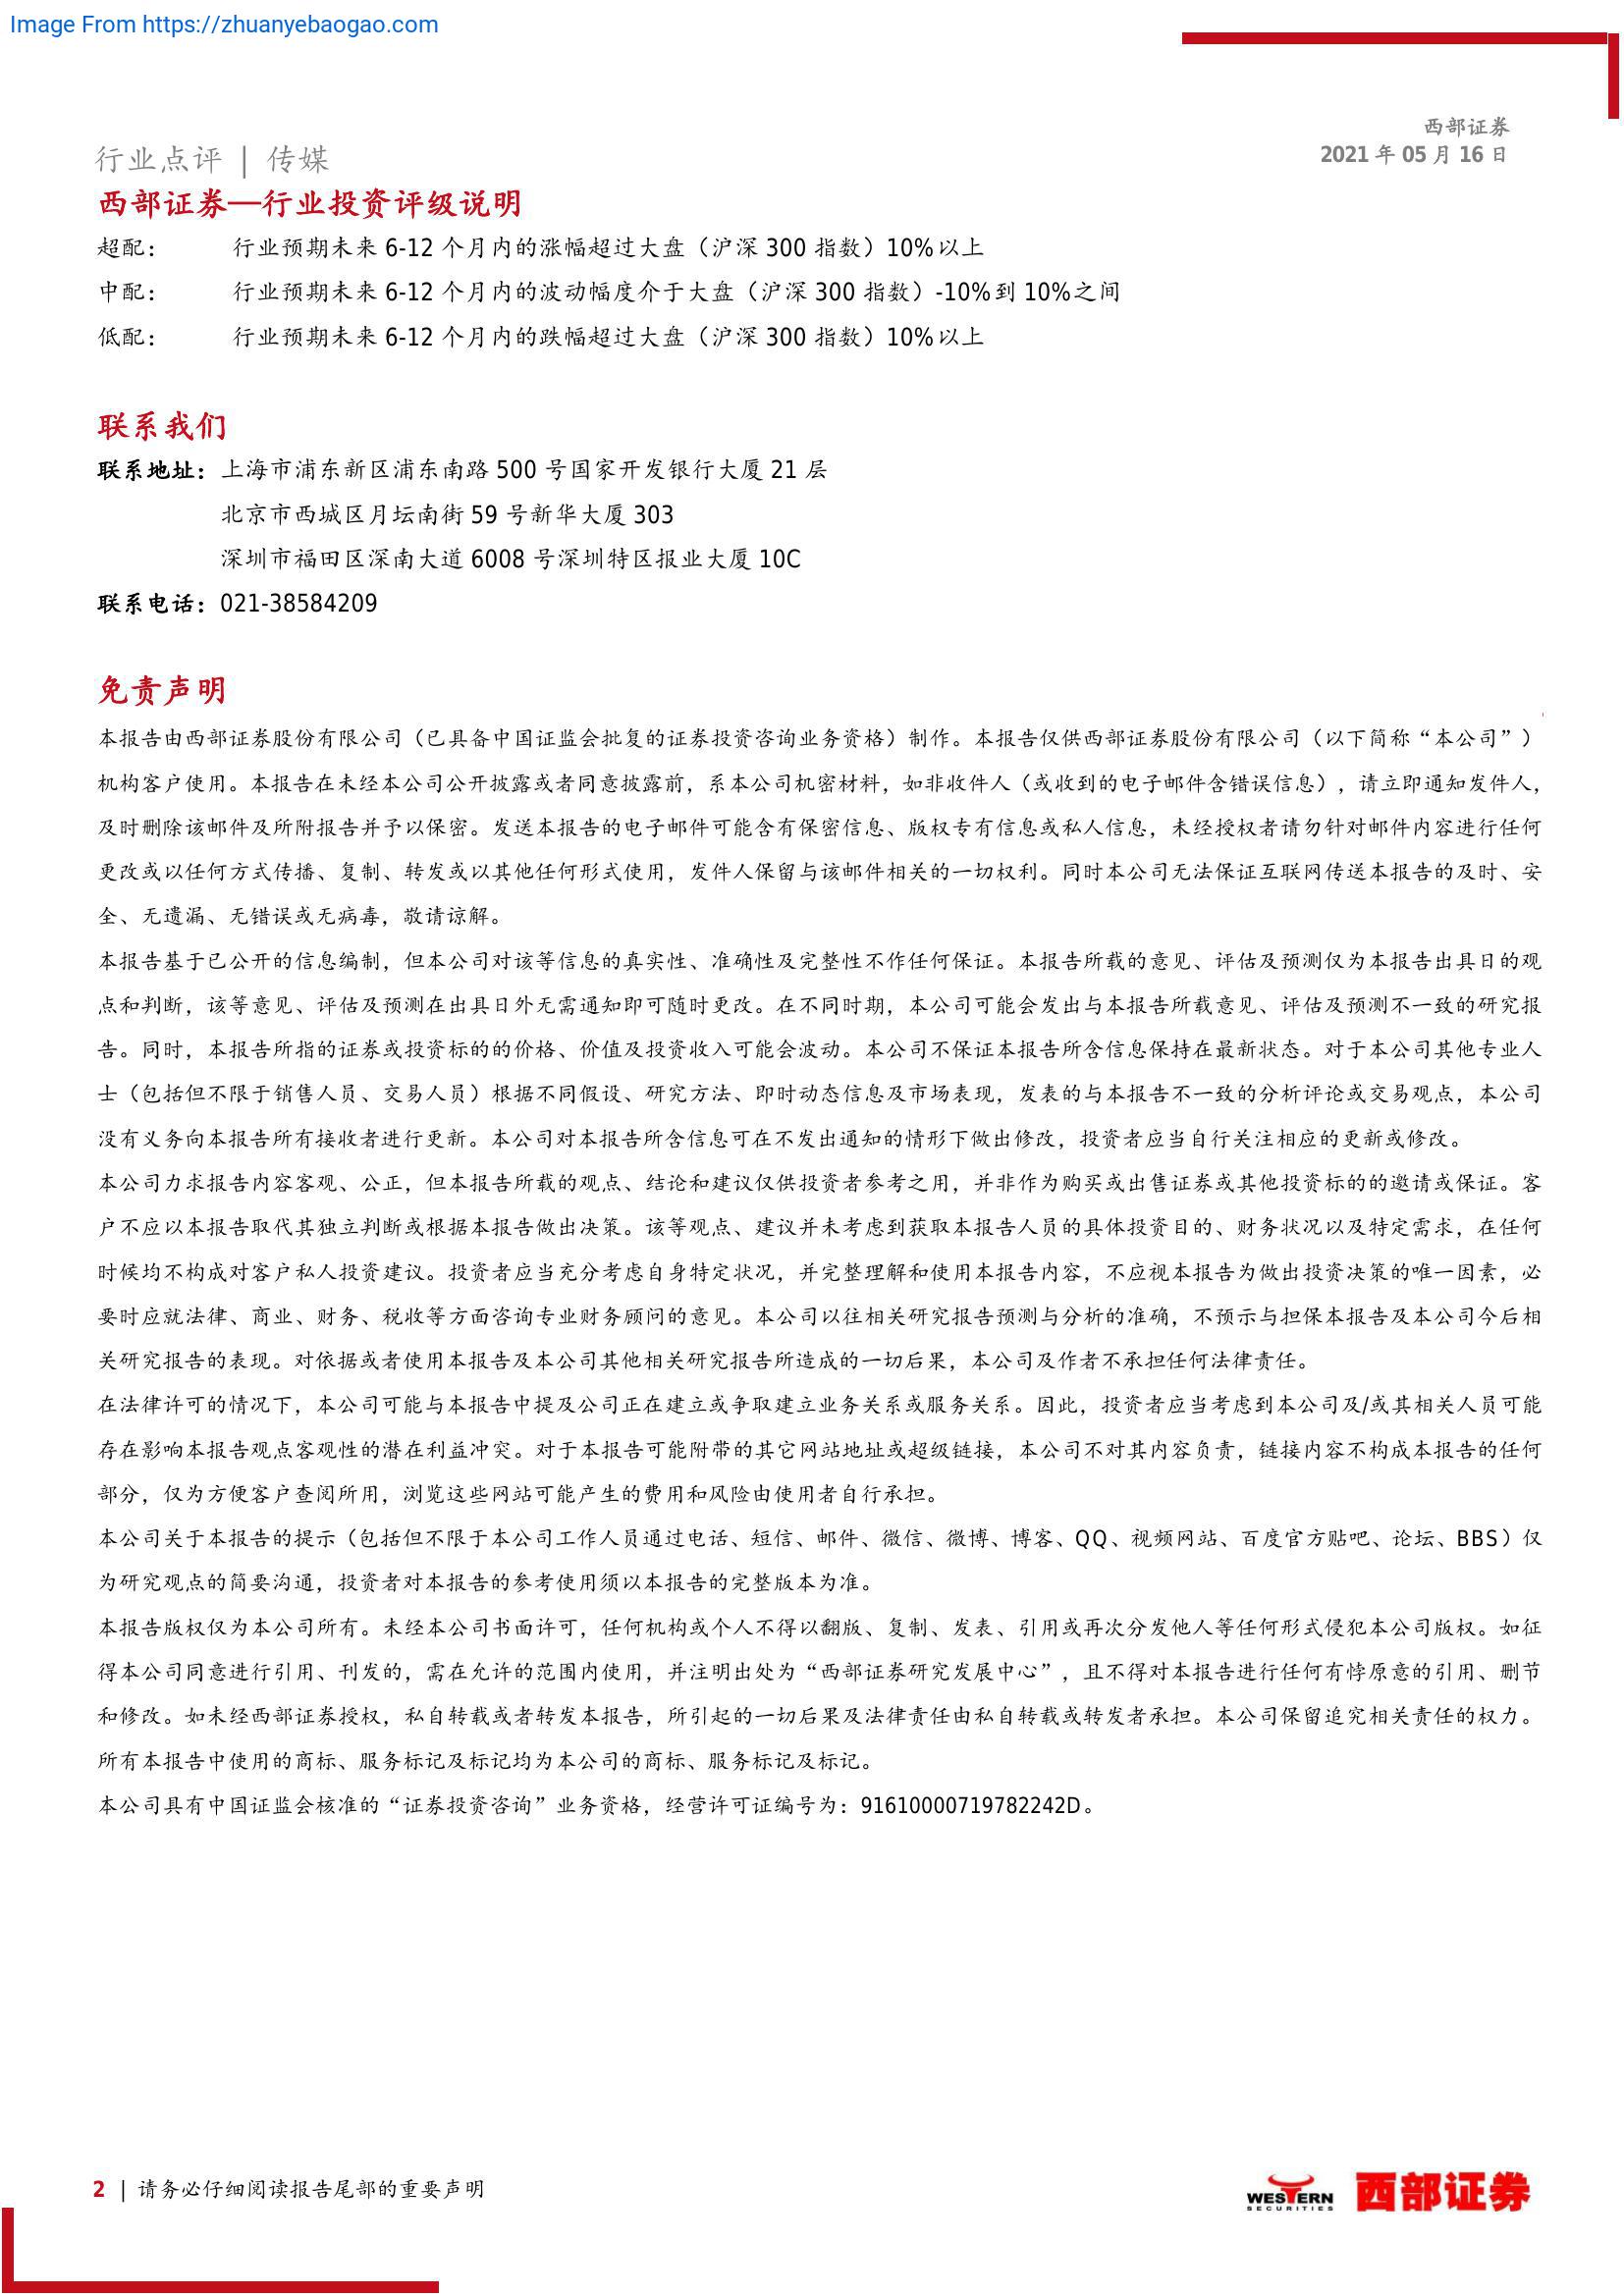 Image From https://zhuanyebaogao.com
西部证券
行业点评 | 传媒
2021 年 05 月 16 日
西部证券—行业投资评级说明
超配： 行业预期未来 6-12 个月内的涨幅超过大盘（沪深 300 指数）10%以上
中配： 行业预期未来 6-12 个月内的波动幅度介于大盘（沪深 300 指数）-10%到 10%之间
低配： 行业预期未来 6-12 个月内的跌幅超过大盘（沪深 300 指数）10%以上
联系我们
联系地址：上海市浦东新区浦东南路 500 号国家开发银行大厦 21 层
北京市西城区月坛南街 59 号新华大厦 303
深圳市福田区深南大道 6008 号深圳特区报业大厦 10C
联系电话：021-38584209
免责声明
本报告由西部证券股份有限公司（已具备中国证监会批复的证券投资咨询业务资格）制作。本报告仅供西部证券股份有限公司（以下简称“本公司”）
机构客户使用。本报告在未经本公司公开披露或者同意披露前，系本公司机密材料，如非收件人（或收到的电子邮件含错误信息），请立即通知发件人，
及时删除该邮件及所附报告并予以保密。发送本报告的电子邮件可能含有保密信息、版权专有信息或私人信息，未经授权者请勿针对邮件内容进行任何
更改或以任何方式传播、复制、转发或以其他任何形式使用，发件人保留与该邮件相关的一切权利。同时本公司无法保证互联网传送本报告的及时、安
全、无遗漏、无错误或无病毒，敬请谅解。
本报告基于已公开的信息编制，但本公司对该等信息的真实性、准确性及完整性不作任何保证。本报告所载的意见、评估及预测仅为本报告出具日的观
点和判断，该等意见、评估及预测在出具日外无需通知即可随时更改。在不同时期，本公司可能会发出与本报告所载意见、评估及预测不一致的研究报
告。同时，本报告所指的证券或投资标的的价格、价值及投资收入可能会波动。本公司不保证本报告所含信息保持在最新状态。对于本公司其他专业人
士（包括但不限于销售人员、交易人员）根据不同假设、研究方法、即时动态信息及市场表现，发表的与本报告不一致的分析评论或交易观点，本公司
没有义务向本报告所有接收者进行更新。本公司对本报告所含信息可在不发出通知的情形下做出修改，投资者应当自行关注相应的更新或修改。
本公司力求报告内容客观、公正，但本报告所载的观点、结论和建议仅供投资者参考之用，并非作为购买或出售证券或其他投资标的的邀请或保证。客
户不应以本报告取代其独立判断或根据本报告做出决策。该等观点、建议并未考虑到获取本报告人员的具体投资目的、财务状况以及特定需求，在任何
时候均不构成对客户私人投资建议。投资者应当充分考虑自身特定状况，并完整理解和使用本报告内容，不应视本报告为做出投资决策的唯一因素，必
要时应就法律、商业、财务、税收等方面咨询专业财务顾问的意见。本公司以往相关研究报告预测与分析的准确，不预示与担保本报告及本公司今后相
关研究报告的表现。对依据或者使用本报告及本公司其他相关研究报告所造成的一切后果，本公司及作者不承担任何法律责任。
在法律许可的情况下，本公司可能与本报告中提及公司正在建立或争取建立业务关系或服务关系。因此，投资者应当考虑到本公司及/或其相关人员可能
存在影响本报告观点客观性的潜在利益冲突。对于本报告可能附带的其它网站地址或超级链接，本公司不对其内容负责，链接内容不构成本报告的任何
部分，仅为方便客户查阅所用，浏览这些网站可能产生的费用和风险由使用者自行承担。
本公司关于本报告的提示（包括但不限于本公司工作人员通过电话、短信、邮件、微信、微博、博客、QQ、视频网站、百度官方贴吧、论坛、BBS）仅
为研究观点的简要沟通，投资者对本报告的参考使用须以本报告的完整版本为准。
本报告版权仅为本公司所有。未经本公司书面许可，任何机构或个人不得以翻版、复制、发表、引用或再次分发他人等任何形式侵犯本公司版权。如征
得本公司同意进行引用、刊发的，需在允许的范围内使用，并注明出处为“西部证券研究发展中心”，且不得对本报告进行任何有悖原意的引用、删节
和修改。如未经西部证券授权，私自转载或者转发本报告，所引起的一切后果及法律责任由私自转载或转发者承担。本公司保留追究相关责任的权力。
所有本报告中使用的商标、服务标记及标记均为本公司的商标、服务标记及标记。
本公司具有中国证监会核准的“证券投资咨询”业务资格，经营许可证编号为：91610000719782242D。
2 | 请务必仔细阅读报告尾部的重要声明
WESTERN
SECURITIES
西部证券